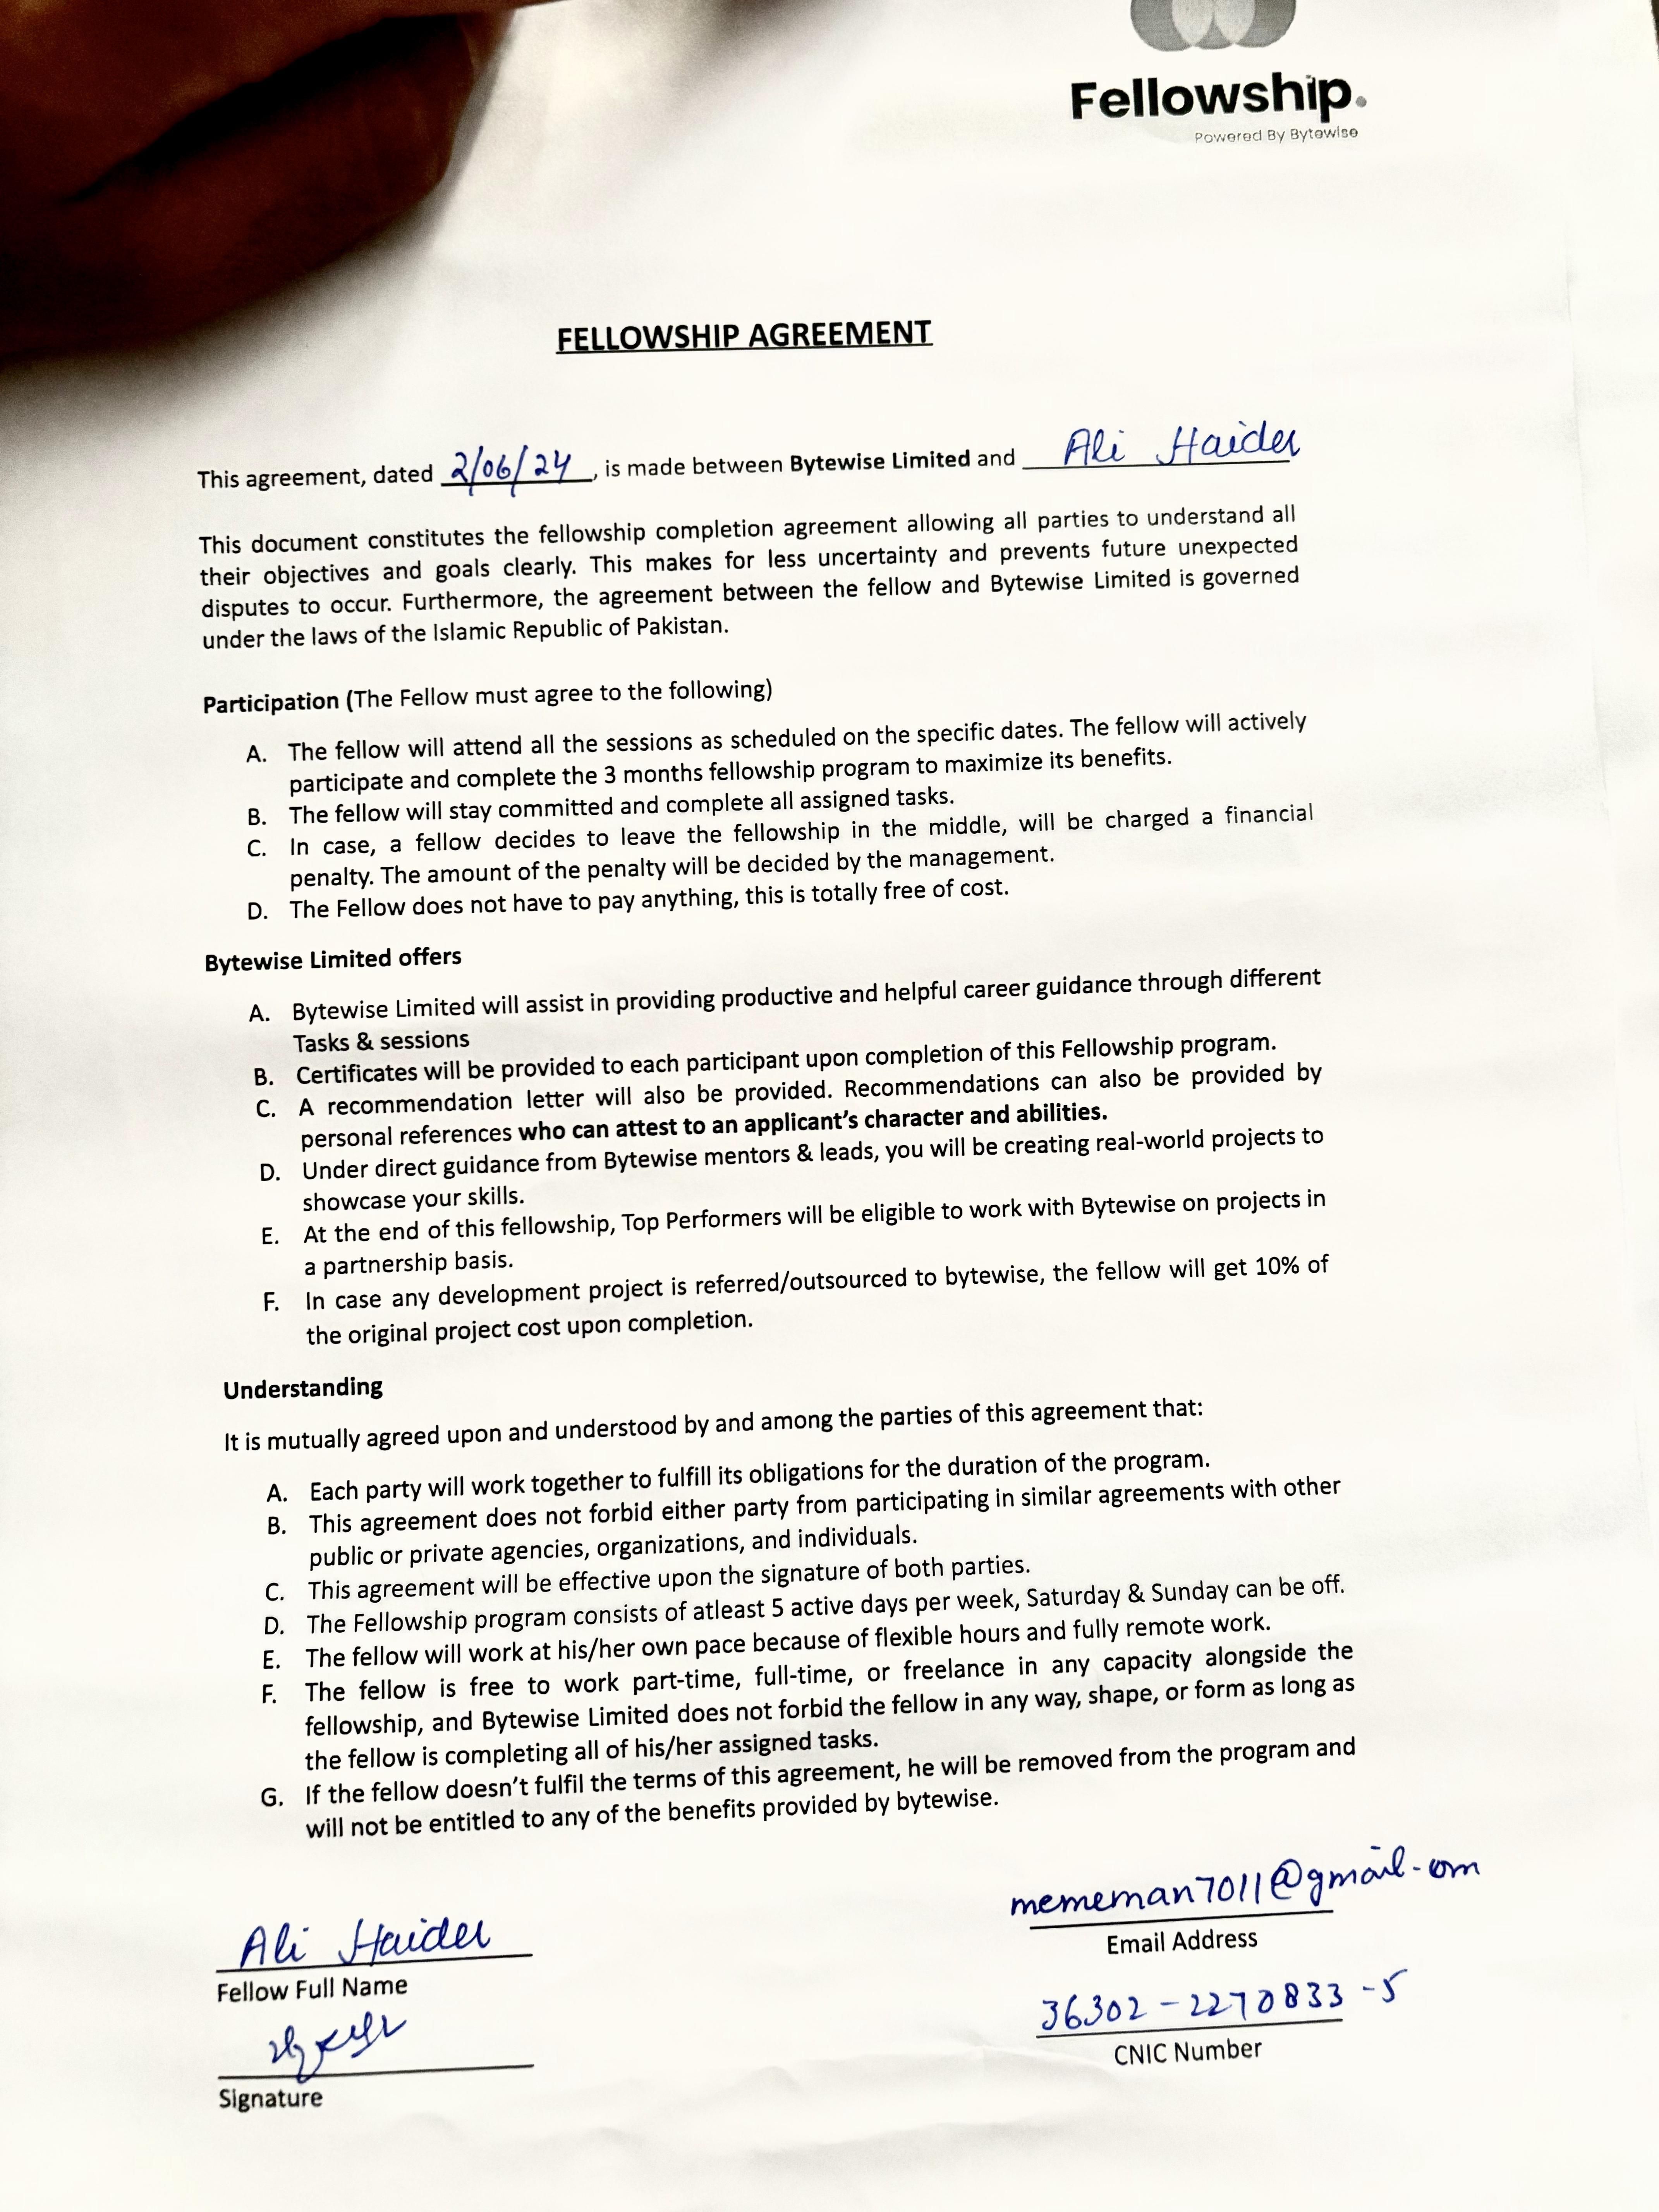 Fellowship.
Powered By Bytewise
FELLOWSHIP AGREEMENT
This agreement, dated 2/06/24, is made between Bytewise Limited and Ali Haider
This document constitutes the fellowship completion agreement allowing all parties to understand all
their objectives and goals clearly. This makes for less uncertainty and prevents future unexpected
disputes to occur. Furthermore, the agreement between the fellow and Bytewise Limited is governed
under the laws of the Islamic Republic of Pakistan.
Participation (The Fellow must agree to the following)
A. The fellow will attend all the sessions as scheduled on the specific dates. The fellow will actively
participate and complete the 3 months fellowship program to maximize its benefits.
B. The fellow will stay committed and complete all assigned tasks.
C. In case, a fellow decides to leave the fellowship in the middle, will be charged a financial
penalty. The amount of the penalty will be decided by the management.
D. The Fellow does not have to pay anything, this is totally free of cost.
Bytewise Limited offers
A. Bytewise Limited will assist in providing productive and helpful career guidance through different
Tasks & sessions
B. Certificates will be provided to each participant upon completion of this Fellowship program.
C. A recommendation letter will also be provided. Recommendations can also be provided by
personal references who can attest to an applicant's character and abilities.
D. Under direct guidance from Bytewise mentors & leads, you will be creating real-world projects to
showcase your skills.
E. At the end of this fellowship, Top Performers will be eligible to work with Bytewise on projects in
a partnership basis.
F. In case any development project is referred/outsourced to bytewise, the fellow will get 10% of
the original project cost upon completion.
Understanding
It is mutually agreed upon and understood by and among the parties of this agreement that:
A. Each party will work together to fulfill its obligations for the duration of the program.
B. This agreement does not forbid either party from participating in similar agreements with other
public or private agencies, organizations, and individuals.
C. This agreement will be effective upon the signature of both parties.
D. The Fellowship program consists of atleast 5 active days per week, Saturday & Sunday can be off.
E. The fellow will work at his/her own pace because of flexible hours and fully remote work.
F. The fellow is free to work part-time, full-time, or freelance in any capacity alongside the
fellowship, and Bytewise Limited does not forbid the fellow in any way, shape, or form as long as
the fellow is completing all of his/her assigned tasks.
G. If the fellow doesn't fulfil the terms of this agreement, he will be removed from the program and
will not be entitled to any of the benefits provided by bytewise.
Ali Haider
Fellow Full Name
Signature
mememan7011@gmail-om
Email Address
36302-2270833-5
CNIC Number